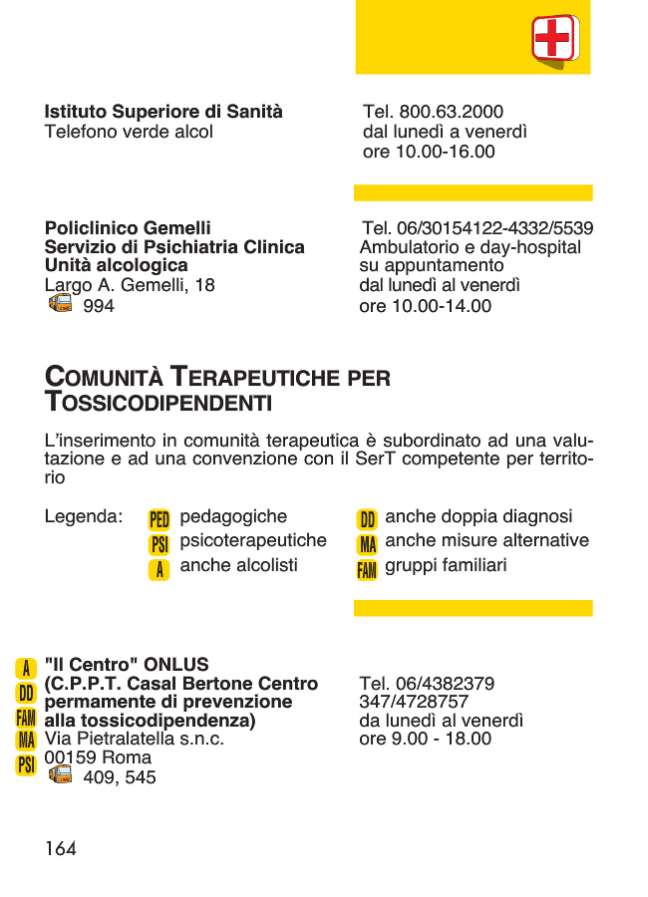 Istituto Superiore di Sanità
Telefono verde alcol
Tel. 800.63.2000
dal lunedì a venerdì
ore 10.00-16.00
Policlinico Gemelli
Servizio di Psichiatria Clinica
Unità alcologica
Largo A. Gemelli, 18
994
Tel. 06/30154122-4332/5539
Ambulatorio e day-hospital
su appuntamento
dal lunedì al venerdì
ore 10.00-14.00
COMUNITÀ TERAPEUTICHE PER
TOSSICODIPENDENTI
L'inserimento in comunità terapeutica è subordinato ad una valu-
tazione e ad una convenzione con il SerT competente per territo-
rio
Legenda:
PED pedagogiche
PSI psicoterapeutiche
A anche alcolisti
DD anche doppia diagnosi
MA anche misure alternative
FAM gruppi familiari
A
DD
FAM
MA
PSI
"Il Centro" ONLUS
(C.P.P.T. Casal Bertone Centro
permamente di prevenzione
alla tossicodipendenza)
Via Pietralatella s.n.c.
00159 Roma
409, 545
Tel. 06/4382379
347/4728757
da lunedì al venerdì
ore 9.00 - 18.00
164